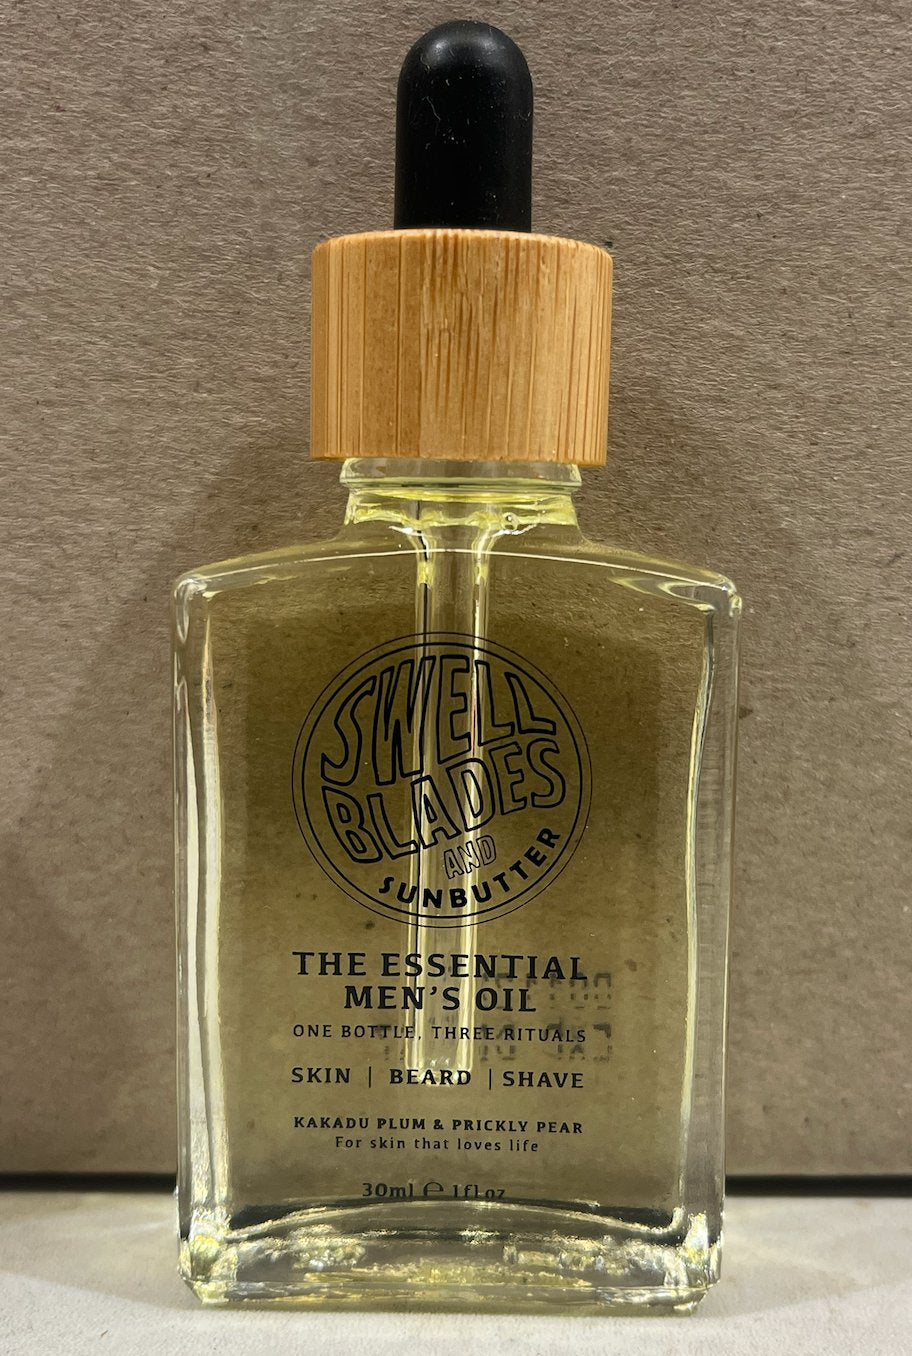 SWELL
BLADES
AND
SUNBUTTER
THE ESSENTIAL
MEN'S OIL
ONE BOTTLE, THREE RITUALS
SKIN | BEARD | SHAVE
KAKADU PLUM & PRICKLY PEAR
For skin that loves life
30ml ℮ 1fl oz